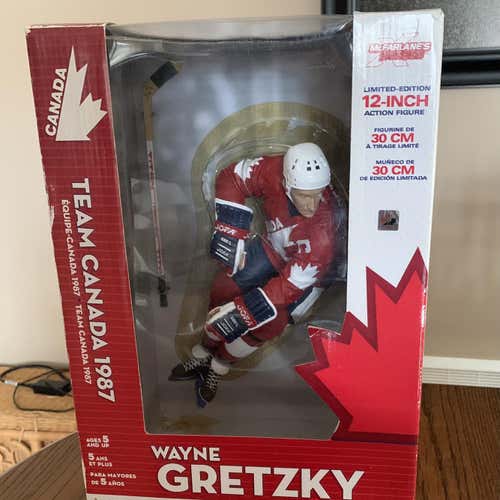 CANADA
TEAM CANADA 1987
ÉQUIPE-CANADA 1987 • TEAM CANADA 1987
AGES 5
AND UP
5 ANS
ET PLUS
PARA MAYORES
DE 5 AÑOS
McFARLANE'S
LIMITED-EDITION
12-INCH
ACTION FIGURE
FIGURINE DE
30 CM
À TIRAGE LIMITÉ
MUÑECO DE
30 CM
DE EDICIÓN LIMITADA
JOFA
JOFA
C
WAYNE
GRETZKY